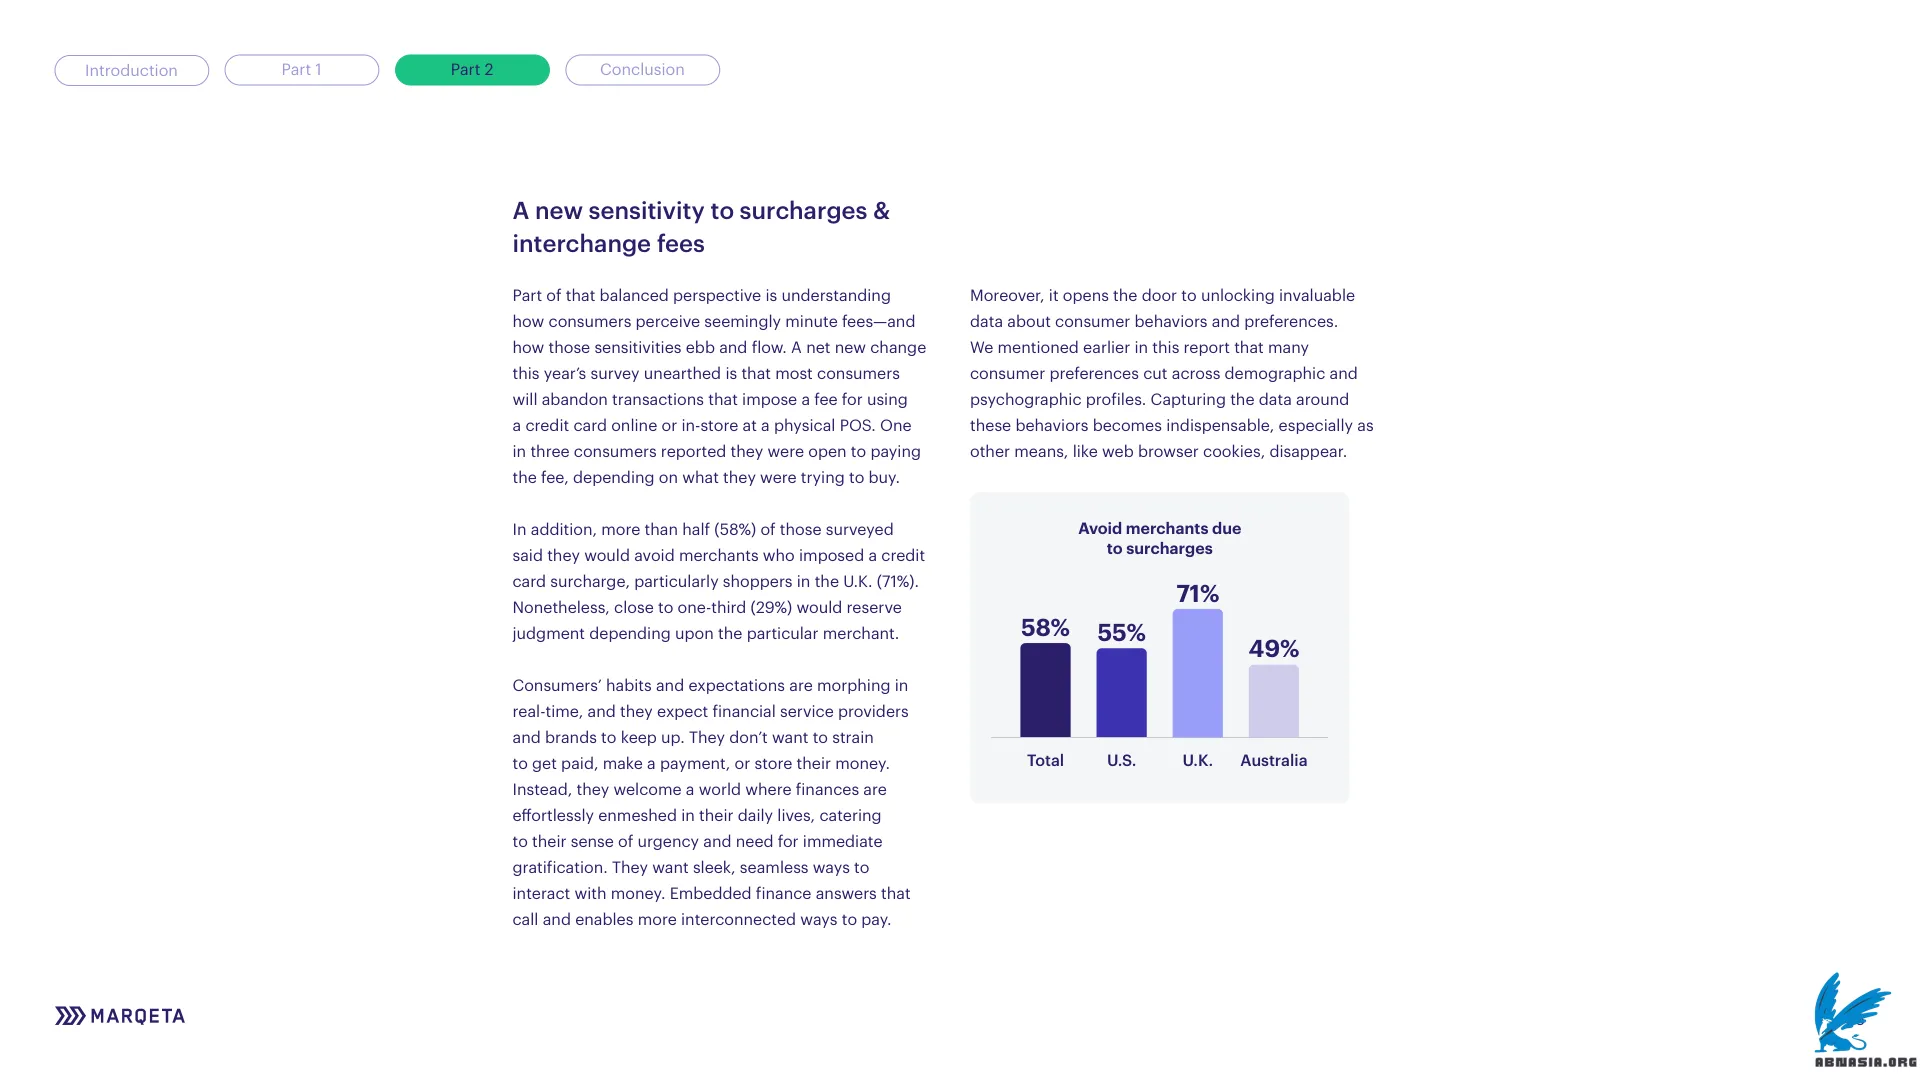 Introduction
Part 1
Part 2
Conclusion
A new sensitivity to surcharges &
interchange fees
Part of that balanced perspective is understanding
how consumers perceive seemingly minute fees—and
how those sensitivities ebb and flow. A net new change
this year’s survey unearthed is that most consumers
will abandon transactions that impose a fee for using
a credit card online or in-store at a physical POS. One
in three consumers reported they were open to paying
the fee, depending on what they were trying to buy.
In addition, more than half (58%) of those surveyed
said they would avoid merchants who imposed a credit
card surcharge, particularly shoppers in the U.K. (71%).
Nonetheless, close to one-third (29%) would reserve
judgment depending upon the particular merchant.
Consumers’ habits and expectations are morphing in
real-time, and they expect financial service providers
and brands to keep up. They don’t want to strain
to get paid, make a payment, or store their money.
Instead, they welcome a world where finances are
effortlessly enmeshed in their daily lives, catering
to their sense of urgency and need for immediate
gratification. They want sleek, seamless ways to
interact with money. Embedded finance answers that
call and enables more interconnected ways to pay.
Moreover, it opens the door to unlocking invaluable
data about consumer behaviors and preferences.
We mentioned earlier in this report that many
consumer preferences cut across demographic and
psychographic profiles. Capturing the data around
these behaviors becomes indispensable, especially as
other means, like web browser cookies, disappear.
Avoid merchants due
to surcharges
58%
55%
71%
49%
Total
U.S.
U.K.
Australia
MARQETA
ABNASIA.ORG